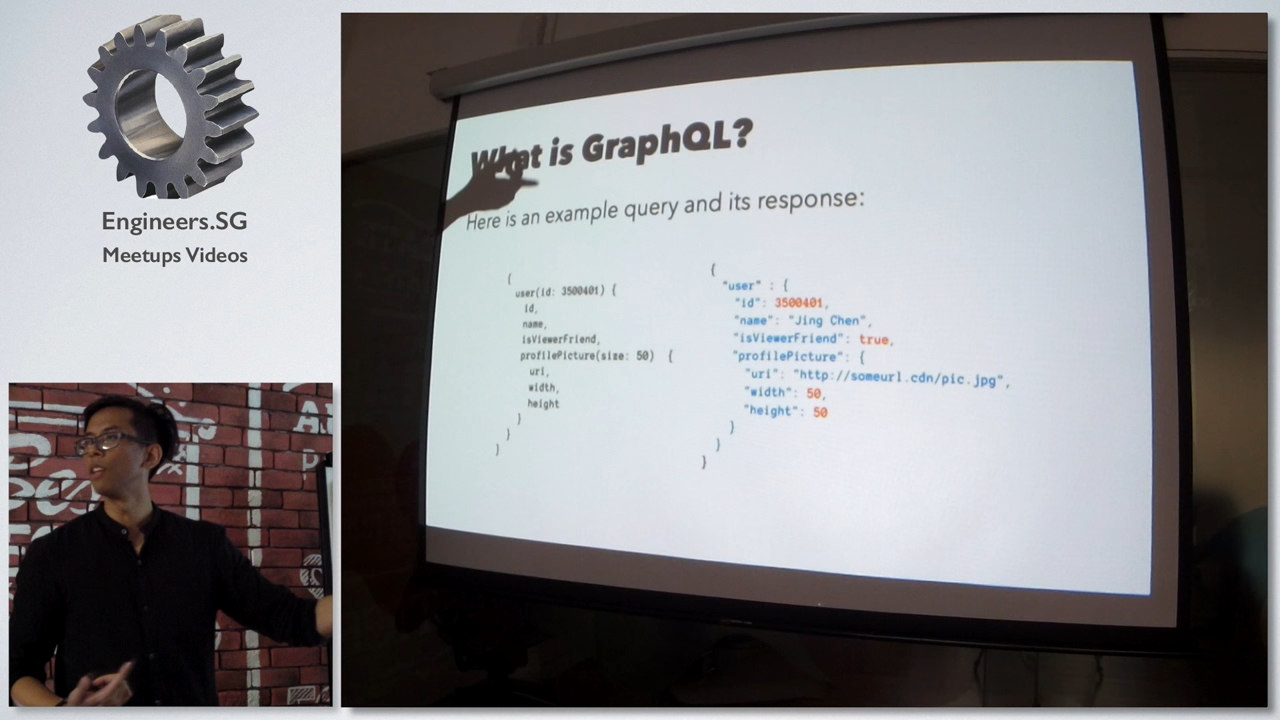 Engineers.SG
Meetups Videos
What is GraphQL?
Here is an example query and its response:
{
user(id: 3500401) {
id,
name,
isViewerFriend,
profilePicture(size: 50) {
uri,
width,
height
}
}
}
{
"user" : {
"id": 3500401,
"name": "Jing Chen",
"isViewerFriend": true,
"profilePicture": {
"uri": "http://someurl.cdn/pic.jpg",
"width": 50,
"height": 50
}
}
}